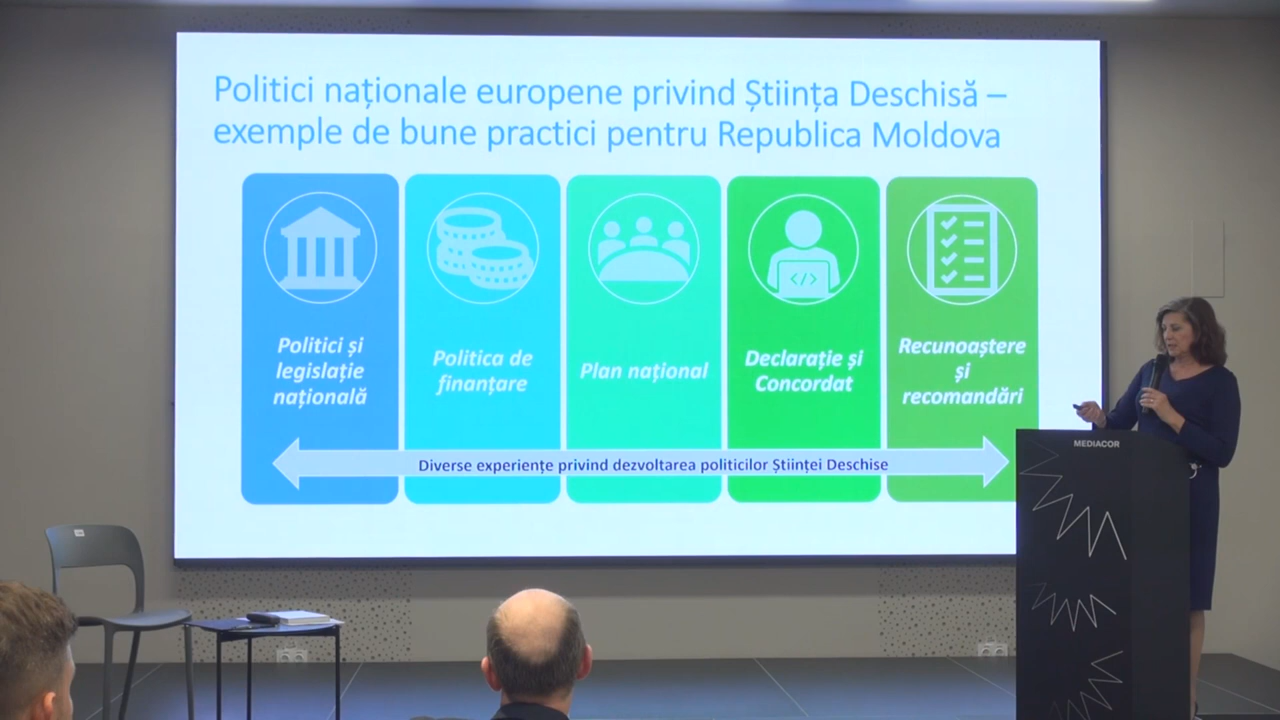 Politici naționale europene privind Știința Deschisă –
exemple de bune practici pentru Republica Moldova
Politici și
legislație
națională
Politica de
finanțare
Plan național
Declarație și
Concordat
Recunoaștere
și
recomandări
</>
Diverse experiențe privind dezvoltarea politicilor Științei Deschise
MEDIACOR